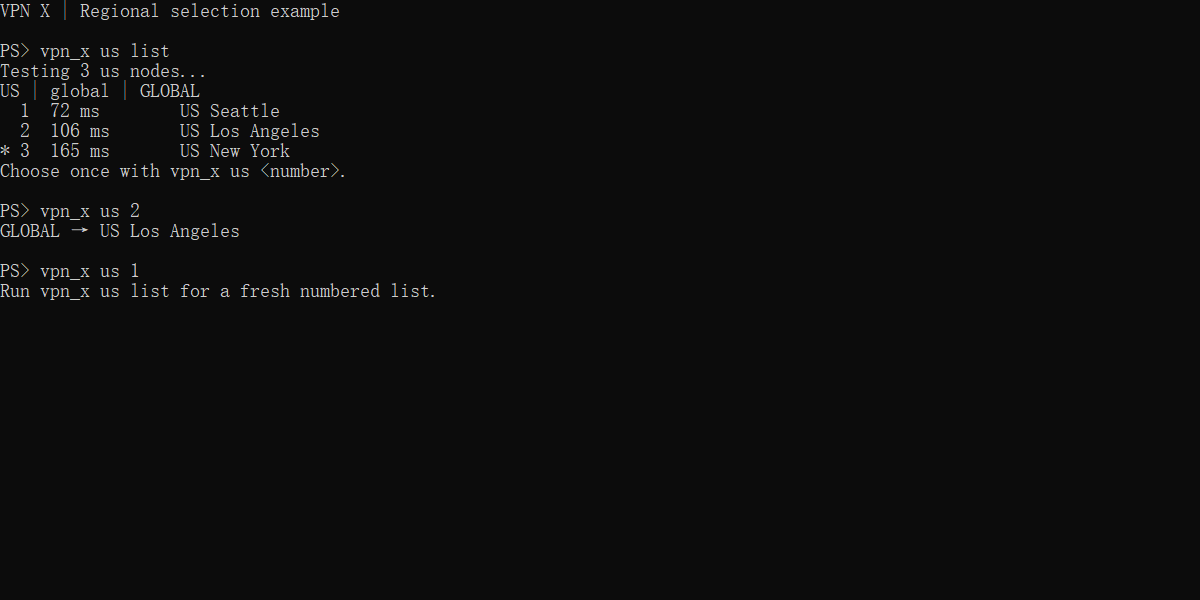 VPN X | Regional selection example
PS> vpn_x us list
Testing 3 us nodes...
US | global | GLOBAL
1 72 ms US Seattle
2 106 ms US Los Angeles
* 3 165 ms US New York
Choose once with vpn_x us <number>.
PS> vpn_x us 2
GLOBAL → US Los Angeles
PS> vpn_x us 1
Run vpn_x us list for a fresh numbered list.